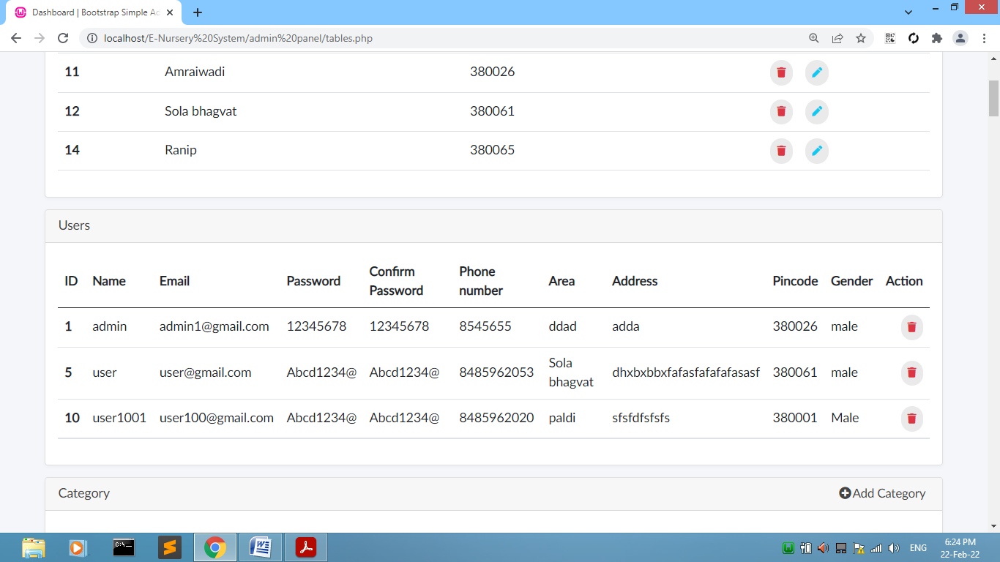 Dashboard | Bootstrap Simple Ad
localhost/E-Nursery%20System/admin%20panel/tables.php
11 Amraiwadi 380026
12 Sola bhagvat 380061
14 Ranip 380065
Users
ID Name Email Password Confirm Password Phone number Area Address Pincode Gender Action
1 admin admin1@gmail.com 12345678 12345678 8545655 ddad adda 380026 male
5 user user@gmail.com Abcd1234@ Abcd1234@ 8485962053 Sola bhagvat dhxbxbbxfafasfafafafasasf 380061 male
10 user1001 user100@gmail.com Abcd1234@ Abcd1234@ 8485962020 paldi sfsfdfsfsfs 380001 Male
Category Add Category
ENG 6:24 PM
22-Feb-22